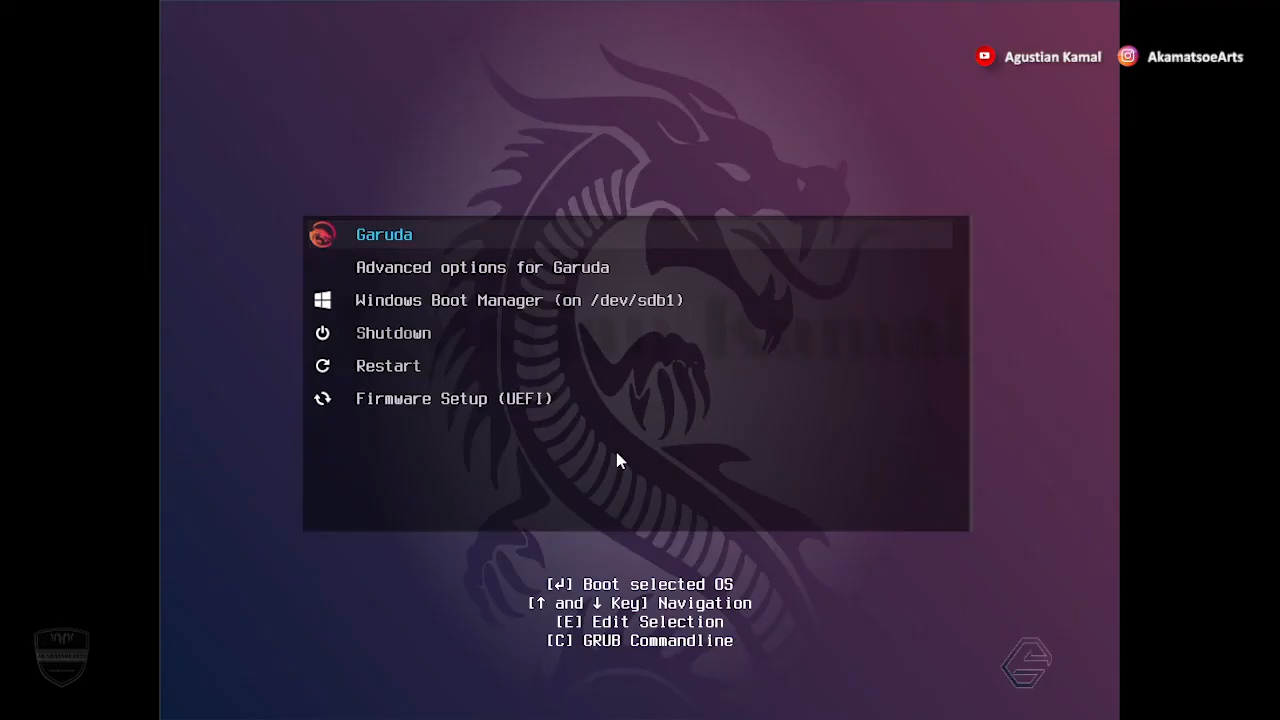 Agustian Kamal
AkamatsoeArts
Garuda
Advanced options for Garuda
Windows Boot Manager (on /dev/sdb1)
Shutdown
Restart
Firmware Setup (UEFI)
[↲] Boot selected OS
[↑ and ↓ Key] Navigation
[E] Edit Selection
[C] GRUB Commandline